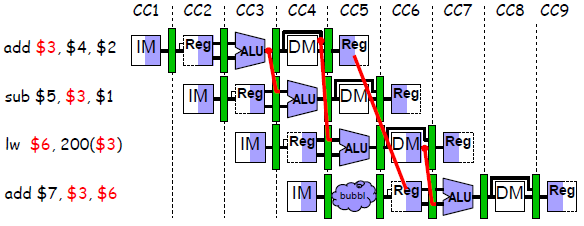 CC1 CC2 CC3 CC4 CC5 CC6 CC7 CC8 CC9
add $3, $4, $2 IM Reg ALU DM Reg
sub $5, $3, $1 IM Reg ALU DM Reg
lw $6, 200($3) IM Reg ALU DM Reg
add $7, $3, $6 IM bubbl Reg ALU DM Reg